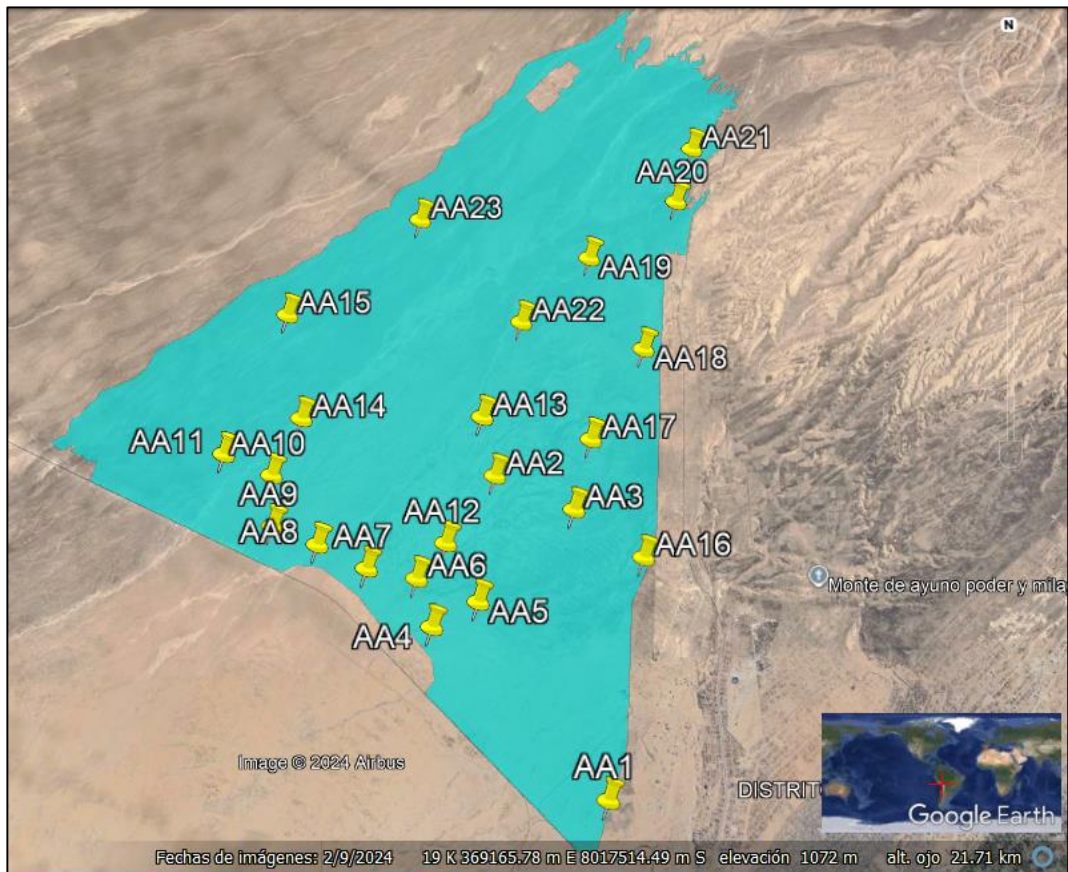 N
AA21
AA20
AA23
AA19
AA15
AA22
AA18
AA14
AA13
AA17
AA11
AA10
AA2
AA9
AA3
AA12
AA8
AA7
AA16
AA6
Monte de ayuno poder y mila
AA5
AA4
Image © 2024 Airbus
AA1
DISTRIT
Google Earth
Fechas de imágenes: 2/9/2024 19 K 369165.78 m E 8017514.49 m S elevación 1072 m alt. ojo 21.71 km